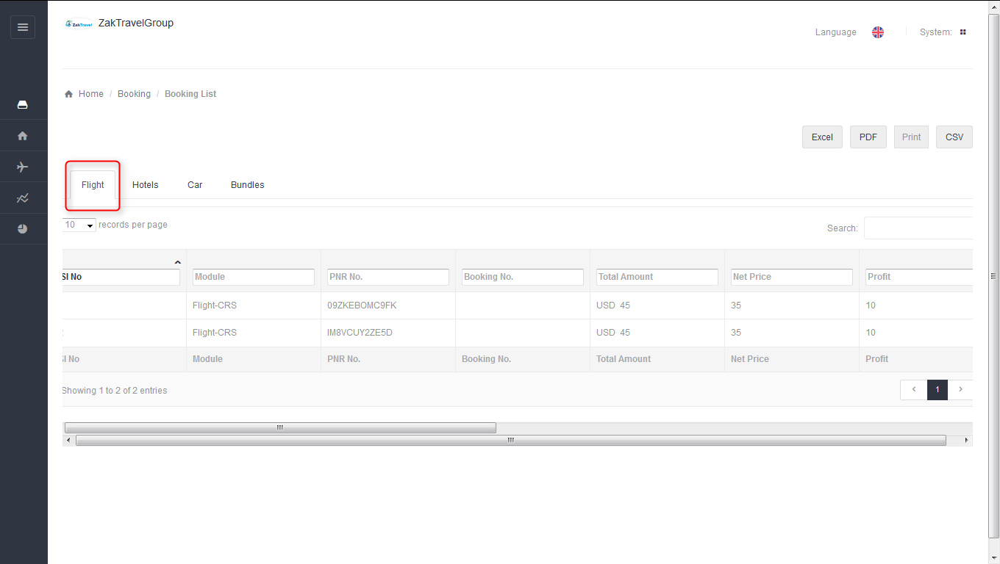 ZakTravel ZakTravelGroup
Language System:
Home / Booking / Booking List
Excel PDF Print CSV
Flight Hotels Car Bundles
10 records per page
Search:
SI No Module PNR No. Booking No. Total Amount Net Price Profit
Flight-CRS 09ZKEBOMC9FK USD 45 35 10
Flight-CRS IM8VCUY2ZE5D USD 45 35 10
SI No Module PNR No. Booking No. Total Amount Net Price Profit
Showing 1 to 2 of 2 entries
1